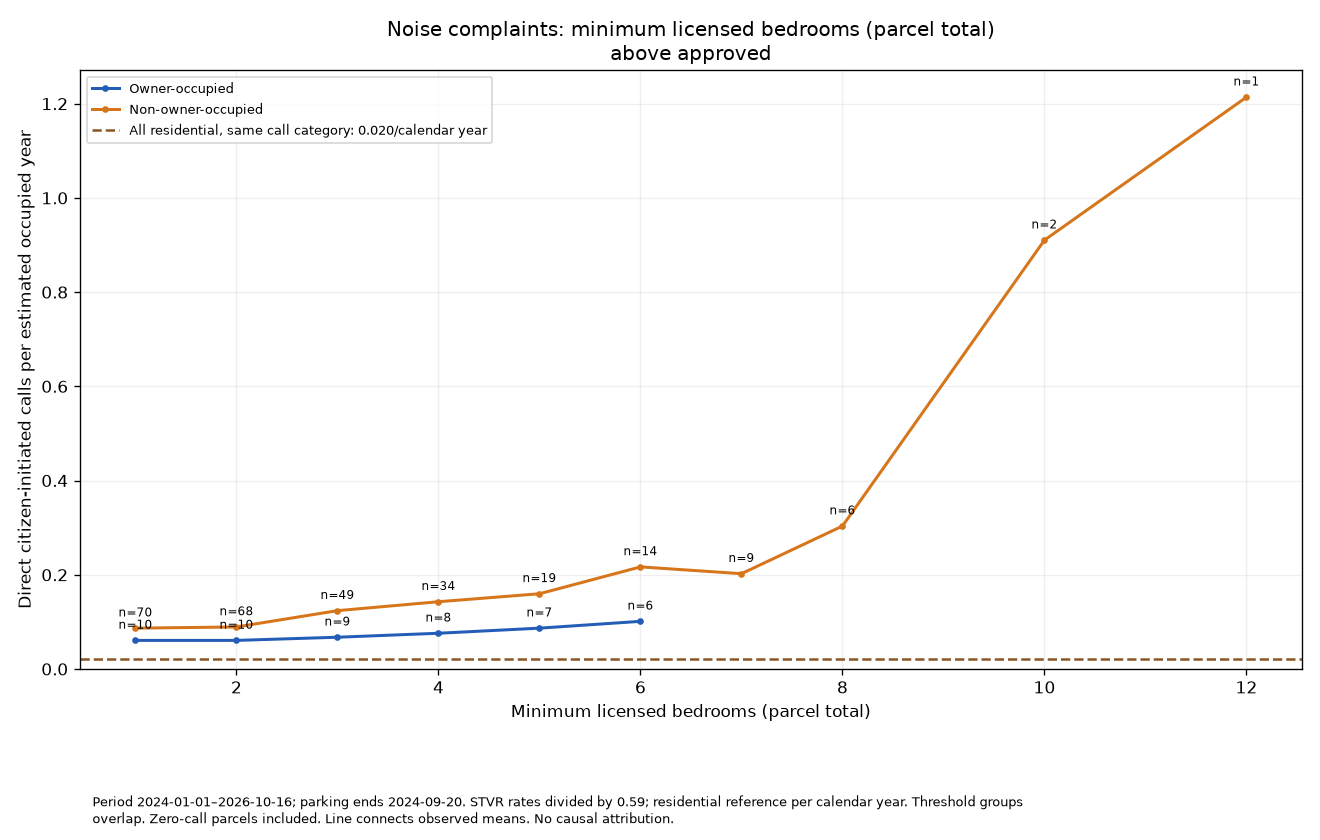 Noise complaints: minimum licensed bedrooms (parcel total)
above approved
Owner-occupied
Non-owner-occupied
All residential, same call category: 0.020/calendar year
Direct citizen-initiated calls per estimated occupied year
1.2
1.0
0.8
0.6
0.4
0.2
0.0
n=70
n=68
n=49
n=34
n=19
n=14
n=9
n=6
n=2
n=1
n=10
n=10
n=9
n=8
n=7
n=6
2
4
6
8
10
12
Minimum licensed bedrooms (parcel total)
Period 2024-01-01–2026-10-16; parking ends 2024-09-20. STVR rates divided by 0.59; residential reference per calendar year. Threshold groups
overlap. Zero-call parcels included. Line connects observed means. No causal attribution.